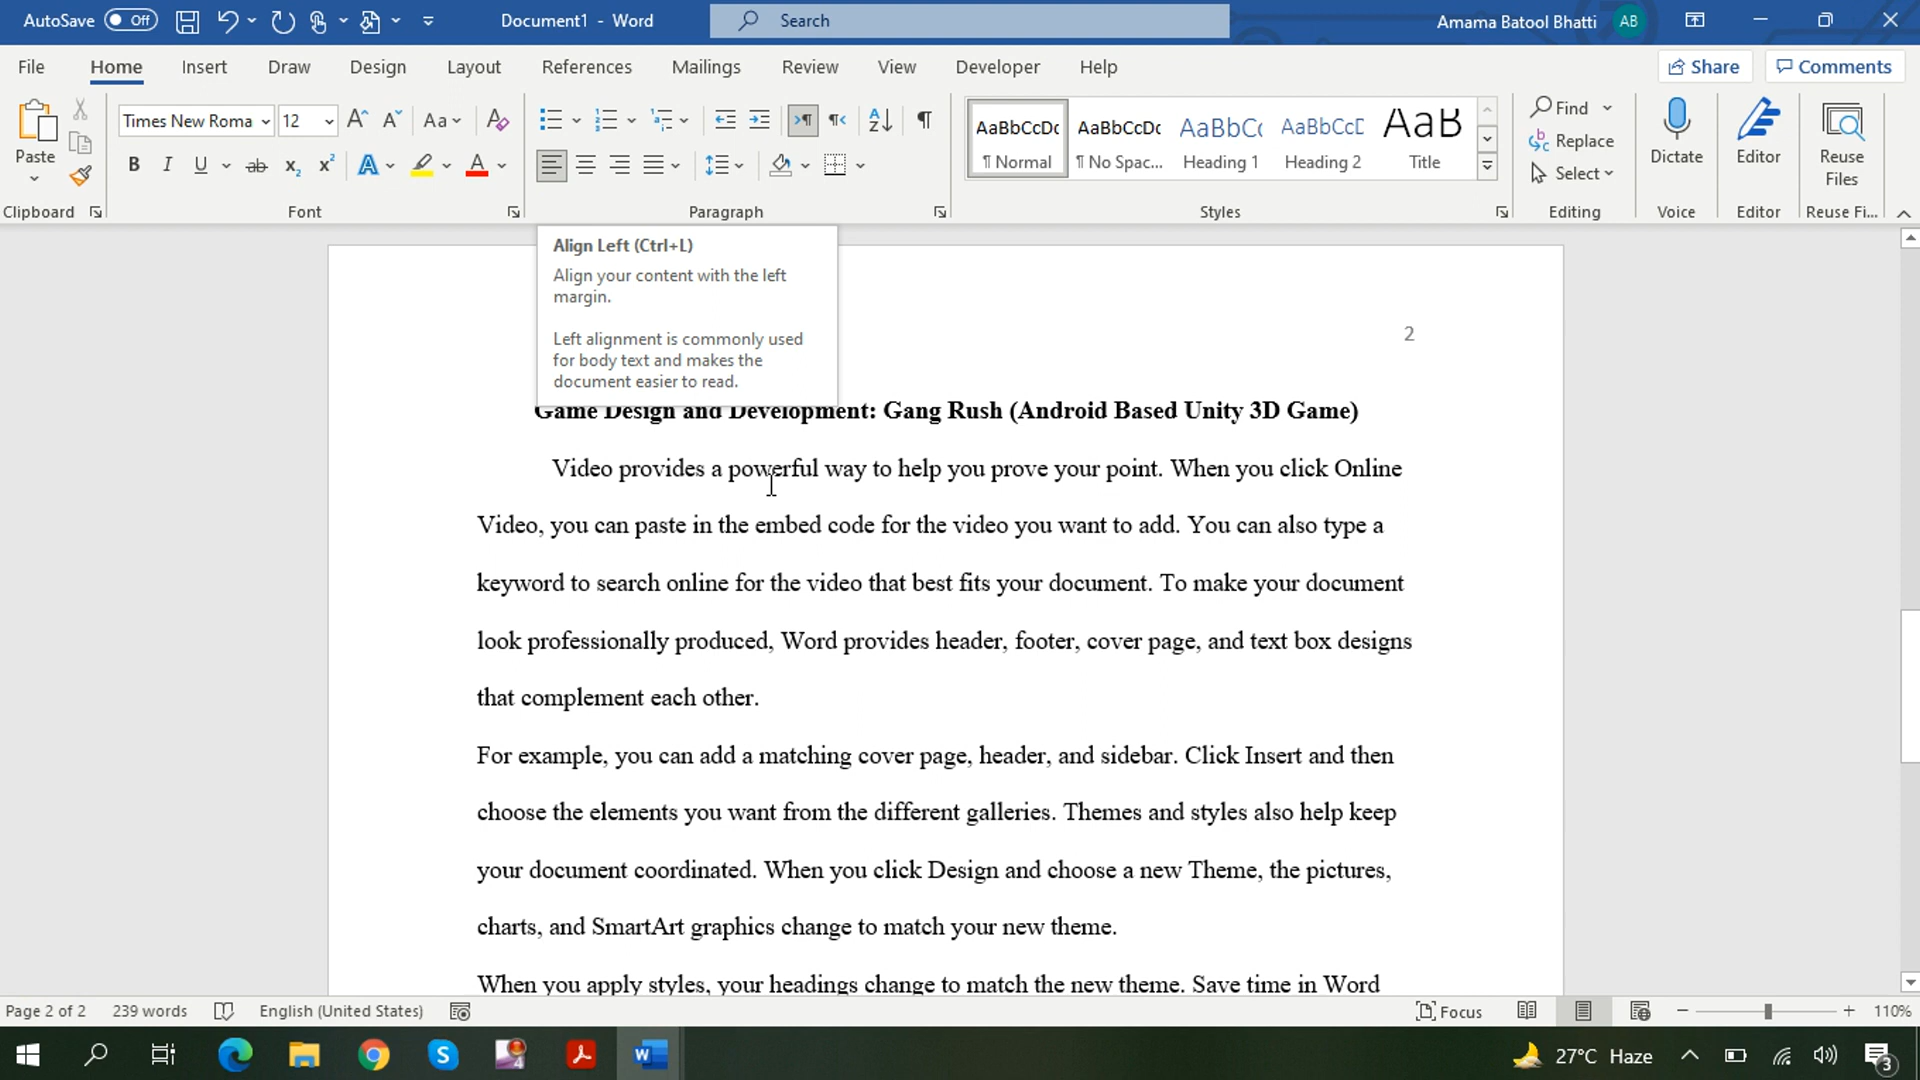 AutoSave Off Document1 - Word Search Amama Batool Bhatti AB
File Home Insert Draw Design Layout References Mailings Review View Developer Help Share Comments
Paste
Clipboard
Times New Roma 12 Aa
B I U ab x₂ x² A A
Font
Paragraph
AaBbCcDc AaBbCcDc AaBbCc AaBbCcD AaB
¶ Normal ¶ No Spac... Heading 1 Heading 2 Title
Styles
Find
Replace
Select
Editing
Dictate
Voice
Editor
Editor
Reuse
Files
Reuse Fi...
Align Left (Ctrl+L)
Align your content with the left
margin.
Left alignment is commonly used
for body text and makes the
document easier to read.
2
Game Design and Development: Gang Rush (Android Based Unity 3D Game)
Video provides a powerful way to help you prove your point. When you click Online
Video, you can paste in the embed code for the video you want to add. You can also type a
keyword to search online for the video that best fits your document. To make your document
look professionally produced, Word provides header, footer, cover page, and text box designs
that complement each other.
For example, you can add a matching cover page, header, and sidebar. Click Insert and then
choose the elements you want from the different galleries. Themes and styles also help keep
your document coordinated. When you click Design and choose a new Theme, the pictures,
charts, and SmartArt graphics change to match your new theme.
When you apply styles, your headings change to match the new theme. Save time in Word
Page 2 of 2 239 words English (United States) Focus 110%
27°C Haze 3